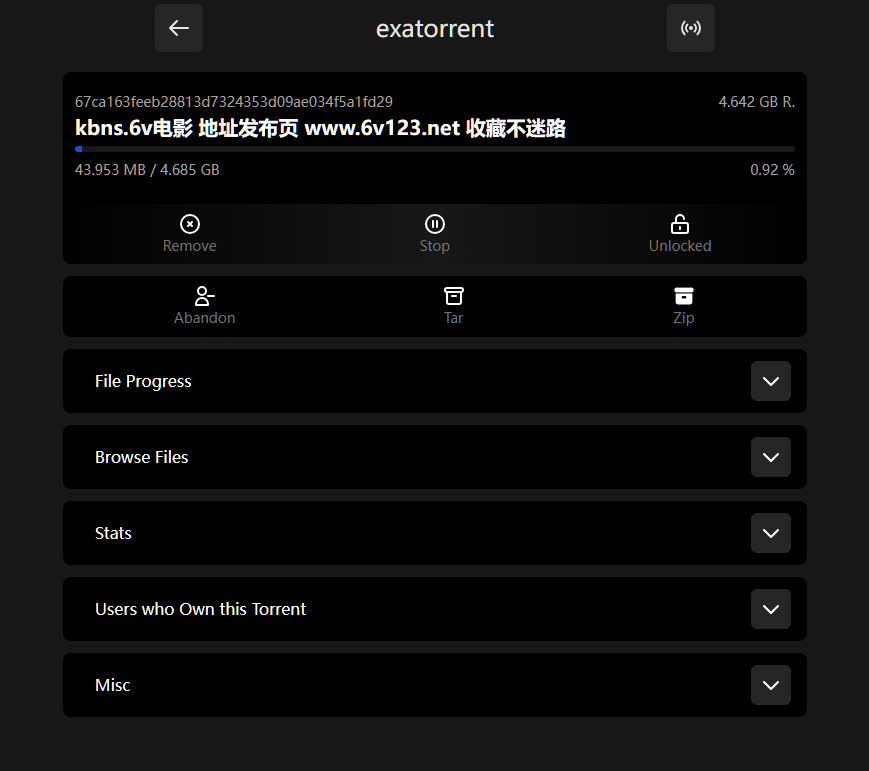 exatorrent
67ca163feeb28813d7324353d09ae034f5a1fd29 4.642 GB R.
kbns.6v电影 地址发布页 www.6v123.net 收藏不迷路
43.953 MB / 4.685 GB 0.92 %
Remove Stop Unlocked
Abandon Tar Zip
File Progress
Browse Files
Stats
Users who Own this Torrent
Misc